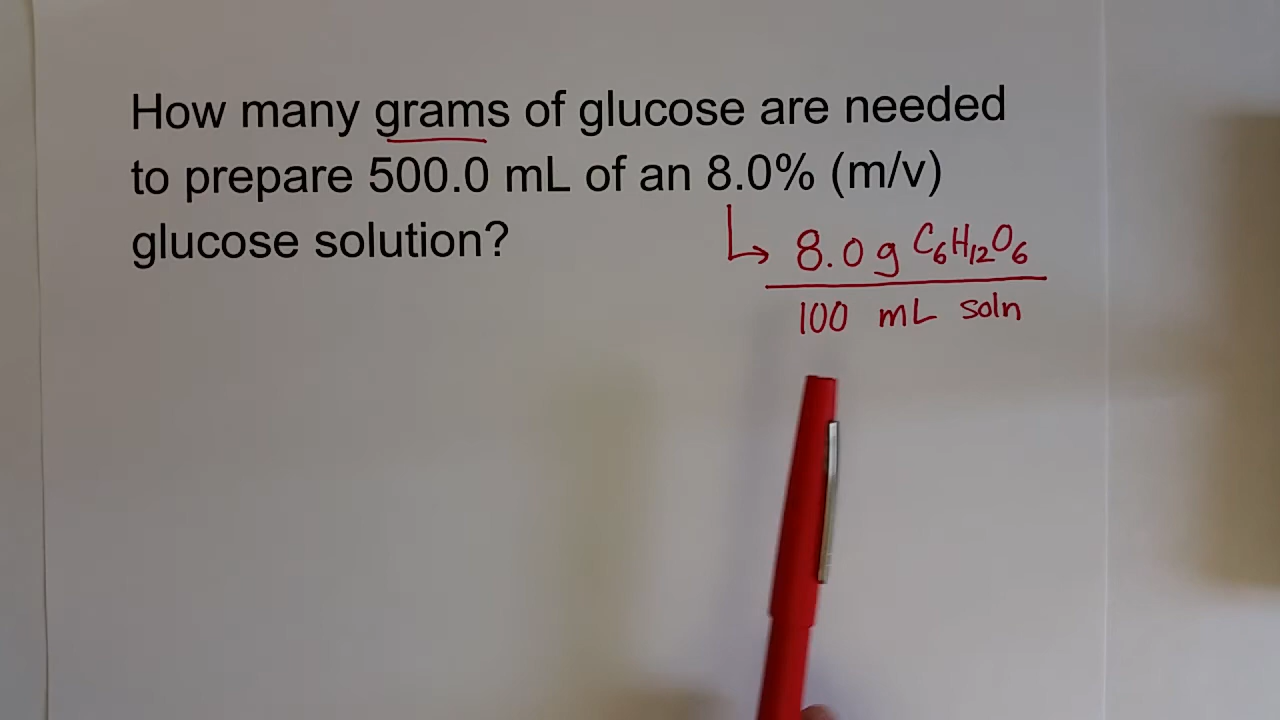 How many grams of glucose are needed
to prepare 500.0 mL of an 8.0% (m/v)
glucose solution?
8.0 g C₆H₁₂O₆
100 mL soln